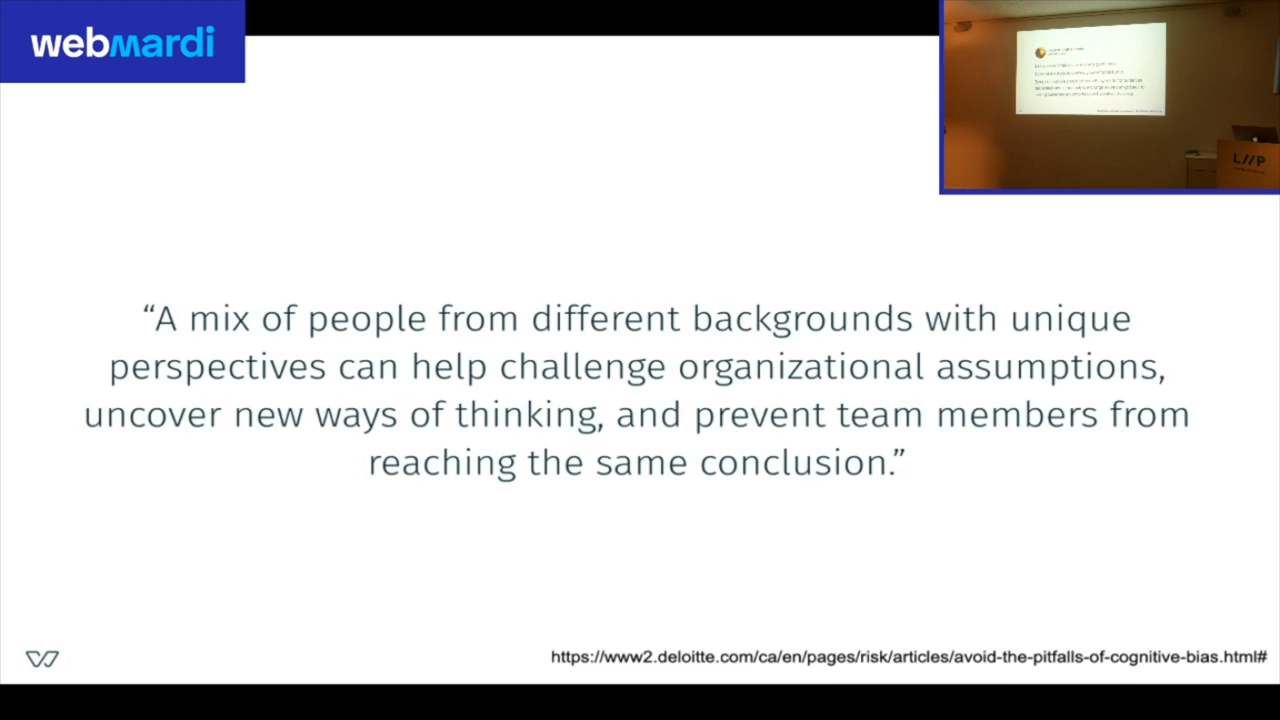 webmardi
LIIP
“A mix of people from different backgrounds with unique
perspectives can help challenge organizational assumptions,
uncover new ways of thinking, and prevent team members from
reaching the same conclusion.”
https://www2.deloitte.com/ca/en/pages/risk/articles/avoid-the-pitfalls-of-cognitive-bias.html#